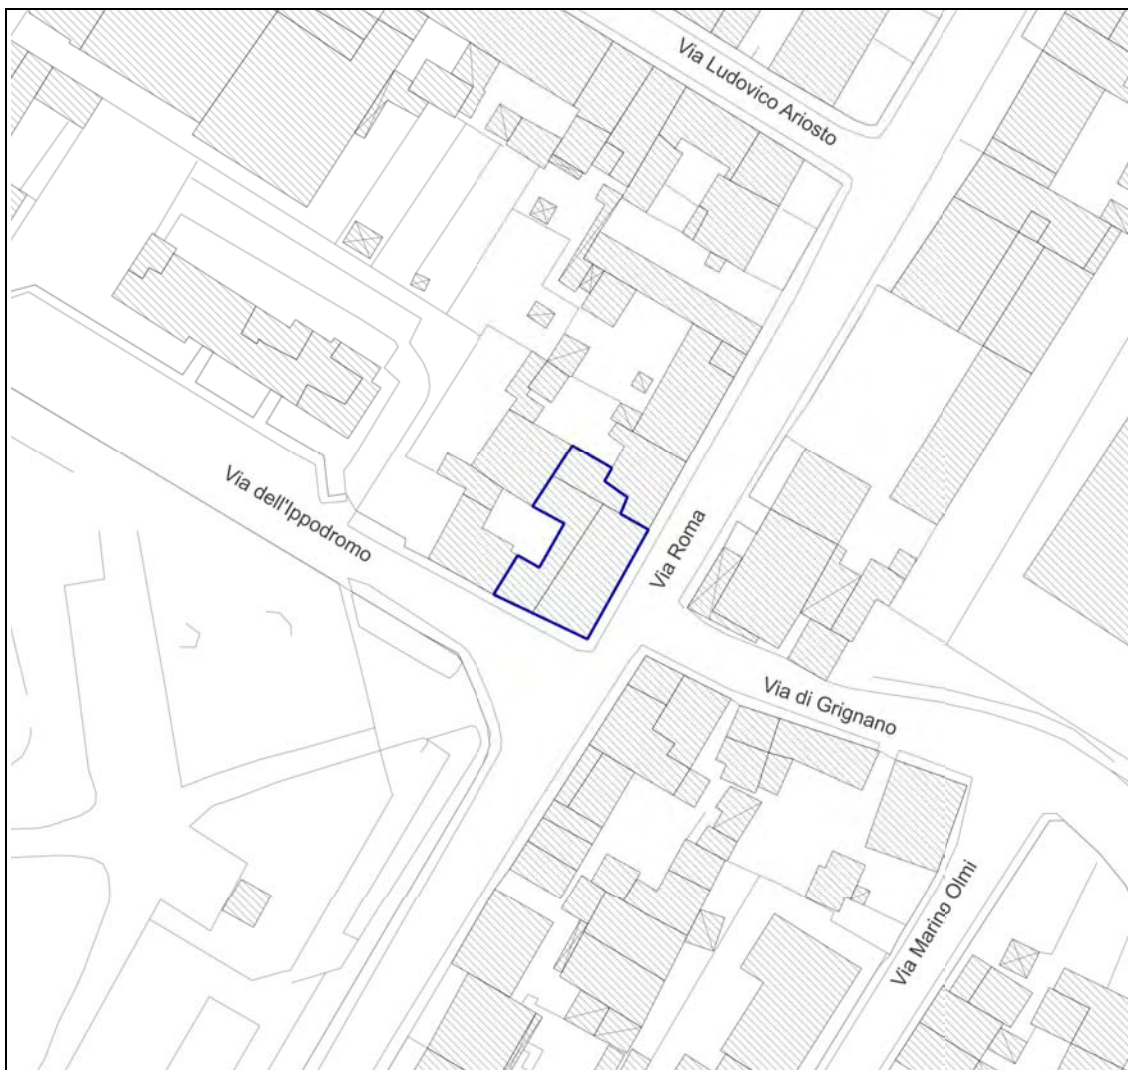 Via Ludovico Ariosto
Via dell'Ippodromo
Via Roma
Via di Grignano
Via Marino Olmi